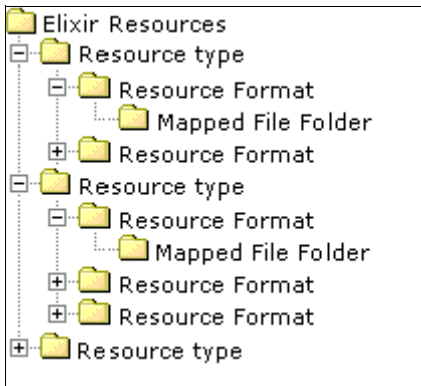 Elixir Resources
Resource type
Resource Format
Mapped File Folder
Resource Format
Resource type
Resource Format
Mapped File Folder
Resource Format
Resource Format
Resource type